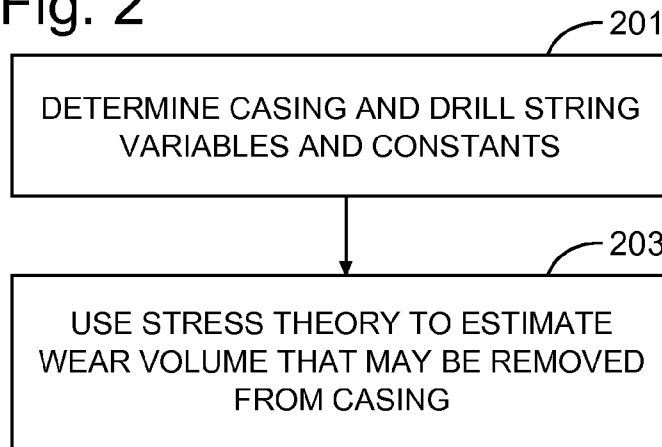 Fig. 2
201
DETERMINE CASING AND DRILL STRING
VARIABLES AND CONSTANTS
203
USE STRESS THEORY TO ESTIMATE
WEAR VOLUME THAT MAY BE REMOVED
FROM CASING